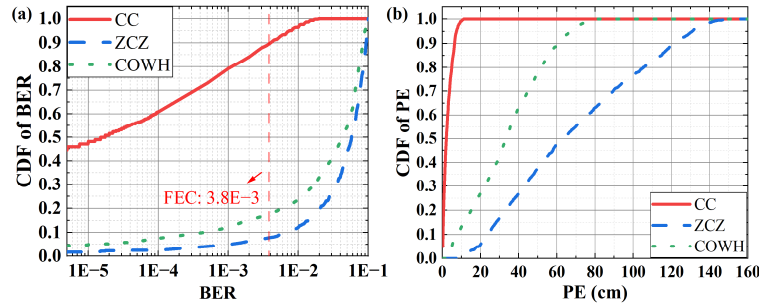 (a)
CDF of BER
1.0
0.9
0.8
0.7
0.6
0.5
0.4
0.3
0.2
0.1
0.0
CC
ZCZ
COWH
FEC: 3.8E−3
1E−5 1E−4 1E−3 1E−2 1E−1
BER
(b)
CDF of PE
1.0
0.9
0.8
0.7
0.6
0.5
0.4
0.3
0.2
0.1
0.0
CC
ZCZ
COWH
0 20 40 60 80 100 120 140 160
PE (cm)